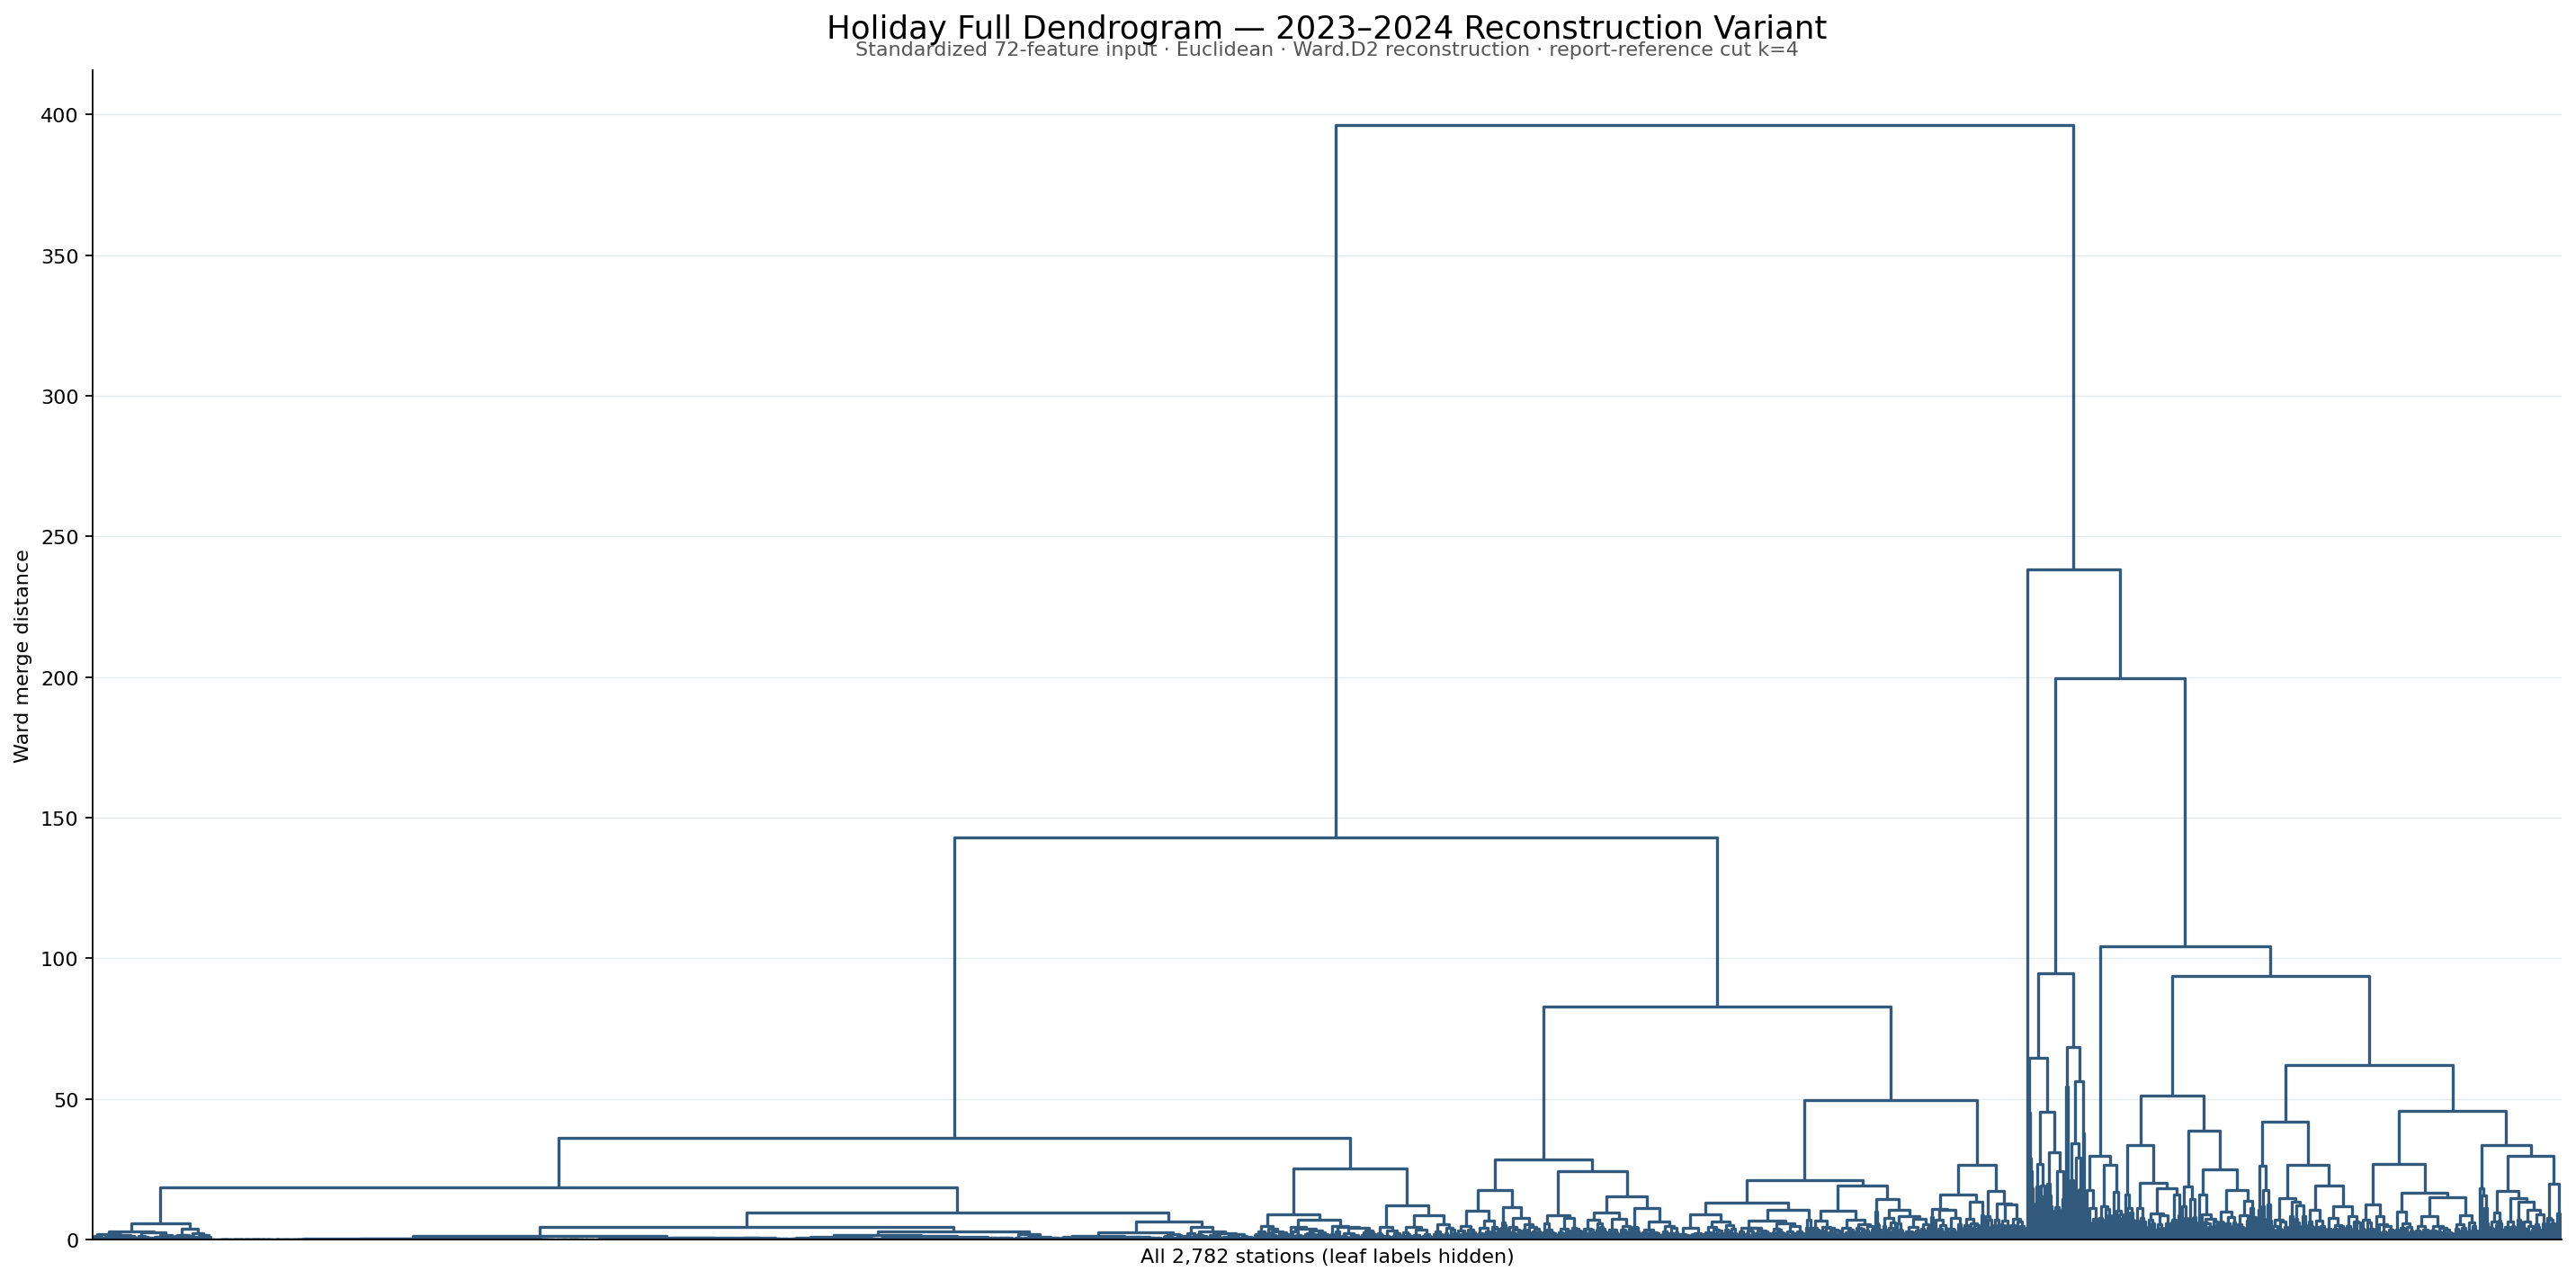 Holiday Full Dendrogram — 2023–2024 Reconstruction Variant
Standardized 72-feature input · Euclidean · Ward.D2 reconstruction · report-reference cut k=4
400
350
300
250
200
150
100
50
0
Ward merge distance
All 2,782 stations (leaf labels hidden)